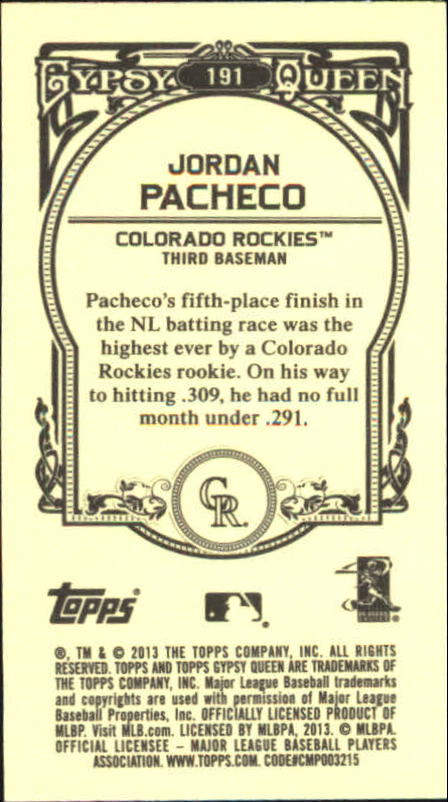 GYPSY 191 QUEEN
JORDAN
PACHECO
COLORADO ROCKIES™
THIRD BASEMAN
Pacheco's fifth-place finish in
the NL batting race was the
highest ever by a Colorado
Rockies rookie. On his way
to hitting .309, he had no full
month under .291.
CR
topps®
®, TM & © 2013 THE TOPPS COMPANY, INC. ALL RIGHTS
RESERVED. TOPPS AND TOPPS GYPSY QUEEN ARE TRADEMARKS OF
THE TOPPS COMPANY, INC. Major League Baseball trademarks
and copyrights are used with permission of Major League
Baseball Properties, Inc. OFFICIALLY LICENSED PRODUCT OF
MLBP. Visit MLB.com. LICENSED BY MLBPA, 2013. © MLBPA.
OFFICIAL LICENSEE – MAJOR LEAGUE BASEBALL PLAYERS
ASSOCIATION. WWW.TOPPS.COM. CODE#CMP003215